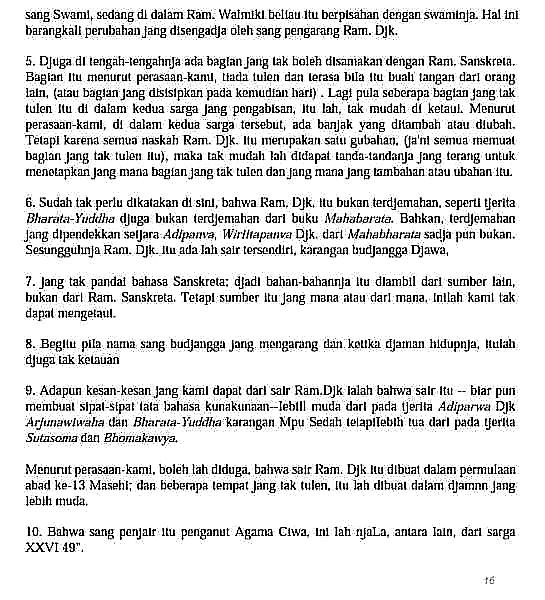 sang Swami, sedang di dalam Ram. Walmiki beliau itu berpisahan dengan swaminja. Hal ini
barangkali perubahan jang disengadja oleh sang pengarang Ram. Djk.
5. Djuga di tengah-tengahnja ada bagian jang tak boleh disamakan dengan Ram. Sanskreta.
Bagian itu menurut perasaan-kami, tiada tulen dan terasa bila itu buah tangan dari orang
lain, (atau bagian jang disisipkan pada kemudian hari) . Lagi pula seberapa bagian jang tak
tulen itu di dalam kedua sarga jang pengabisan, itu lah, tak mudah di ketaui. Menurut
perasaan-kami, di dalam kedua sarga tersebut, ada banjak yang ditambah atau diubah.
Tetapi karena semua naskah Ram. Djk. itu merupakan satu gubahan, (ja'ni semua memuat
bagian jang tak tulen itu), maka tak mudah lah didapat tanda-tandanja jang terang untuk
menetapkan jang mana bagian jang tak tulen dan jang mana jang tambahan atau ubahan itu.
6. Sudah tak perlu dikatakan di sini, bahwa Ram, Djk, itu bukan terdjemahan, seperti tjerita
Bharata-Yuddha djuga bukan terdjemahan dari buku Mahabarata. Bahkan, terdjemahan
jang dipendekkan setjara Adipanva, Wiriitapanva Djk. dari Mahabharata sadja pun bukan.
Sesungguhnja Ram. Djk. itu ada lah sair tersendiri, karangan budjangga Djawa,
7. Jang tak pandai bahasa Sanskreta; djadi bahan-bahannja itu diambil dari sumber lain,
bukan dari Ram. Sanskreta. Tetapi sumber itu jang mana atau dari mana, inilah kami tak
dapat mengetaui.
8. Begitu pila nama sang budjangga jang mengarang dan ketika djaman hidupnja, itulah
djuga tak ketauan
9. Adapun kesan-kesan jang kami dapat dari sair Ram.Djk ialah bahwa sair itu -- biar pun
membuat sipat-sipat tata bahasa kunakunaan--Iebill muda dari pada tjerita Adiparwa Djk
Arjunawiwaha dan Bharata-Yuddha karangan Mpu Sedah tetapiIebih tua dari pada tjerita
Sutasoma dan Bhomakawya.
Menurut perasaan-kami, boleh lah diduga, bahwa sair Ram. Djk itu dibuat dalam permulaan
abad ke-13 Masehi; dan beberapa tempat jang tak tulen, itu lah dibuat dalam djamnn jang
lebih muda.
10. Bahwa sang penjair itu penganut Agama Ciwa, ini lah njaLa, antara lain, dari sarga
XXVI 49".
16